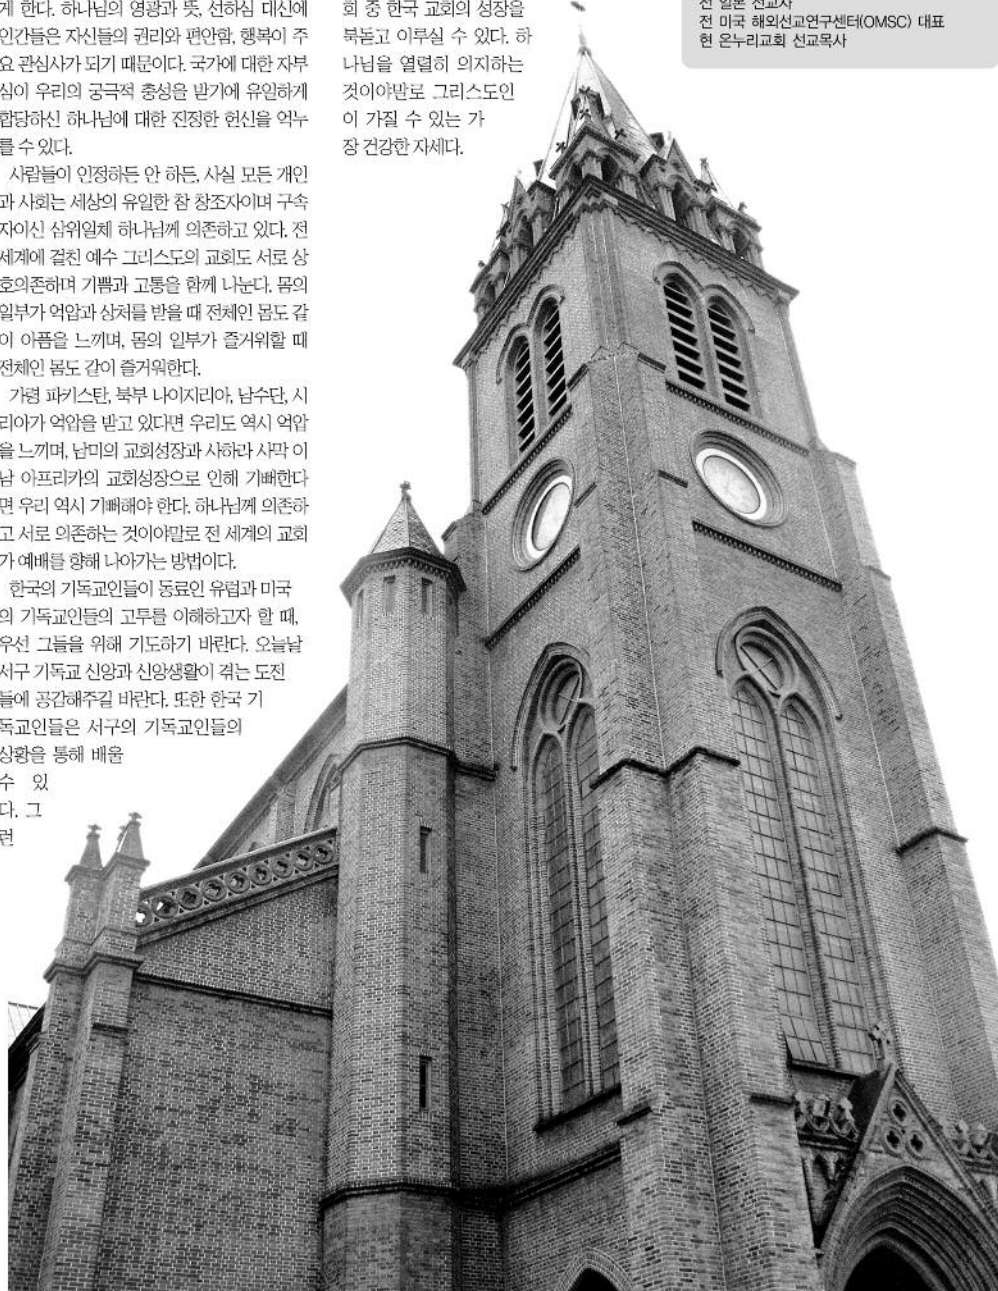 게 한다. 하나님의 영광과 뜻, 선하심 대신에
인간들은 자신들의 권리와 편안함, 행복이 주
요 관심사가 되기 때문이다. 국가에 대한 자부
심이 우리의 궁극적 충성을 받기에 유일하게
합당하신 하나님에 대한 진정한 헌신을 억누
를 수 있다.
사람들이 인정하든 안 하든, 사실 모든 개인
과 사회는 세상의 유일한 참 창조자이며 구속
자이신 삼위일체 하나님께 의존하고 있다. 전
세계에 걸친 예수 그리스도의 교회도 서로 상
호의존하며 기쁨과 고통을 함께 나눈다. 몸의
일부가 억압과 상처를 받을 때 전체인 몸도 같
이 아픔을 느끼며, 몸의 일부가 즐거워할 때
전체인 몸도 같이 즐거워한다.
가령 파키스탄, 북부 나이지리아, 남수단, 시
리아가 억압을 받고 있다면 우리도 역시 억압
을 느끼며, 남미의 교회성장과 사하라 사막 이
남 아프리카의 교회성장으로 인해 기뻐한다
면 우리 역시 기뻐해야 한다. 하나님께 의존하
고 서로 의존하는 것이야말로 전 세계의 교회
가 예배를 향해 나아가는 방법이다.
한국의 기독교인들이 동료인 유럽과 미국
의 기독교인들의 고투를 이해하고자 할 때,
우선 그들을 위해 기도하기 바란다. 오늘날
서구 기독교 신앙과 신앙생활이 겪는 도전
들에 공감해주길 바란다. 또한 한국 기
독교인들은 서구의 기독교인들의
상황을 통해 배울
수 있
다. 그
런
회 중 한국 교회의 성장을
북돋고 이루실 수 있다. 하
나님을 열렬히 의지하는
것이야말로 그리스도인
이 가질 수 있는 가
장 건강한 자세다.
전 일본 선교사
전 미국 해외선교연구센터(OMSC) 대표
현 온누리교회 선교목사